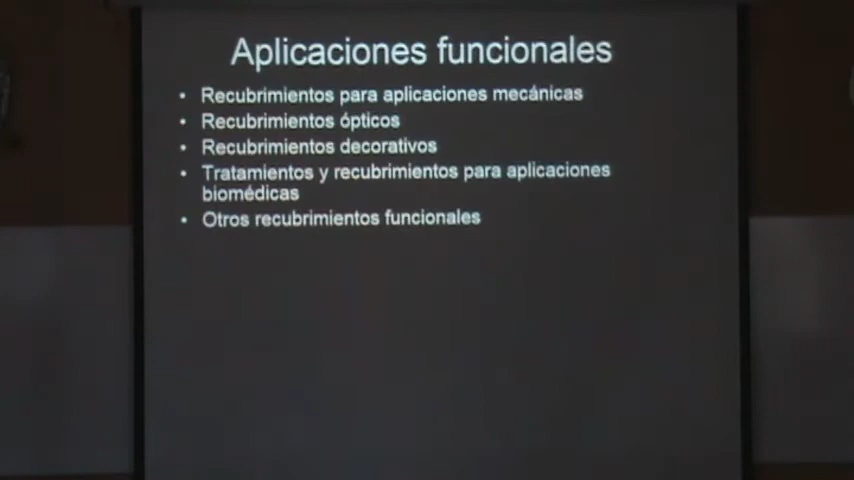 Aplicaciones funcionales
• Recubrimientos para aplicaciones mecánicas
• Recubrimientos ópticos
• Recubrimientos decorativos
• Tratamientos y recubrimientos para aplicaciones
biomédicas
• Otros recubrimientos funcionales